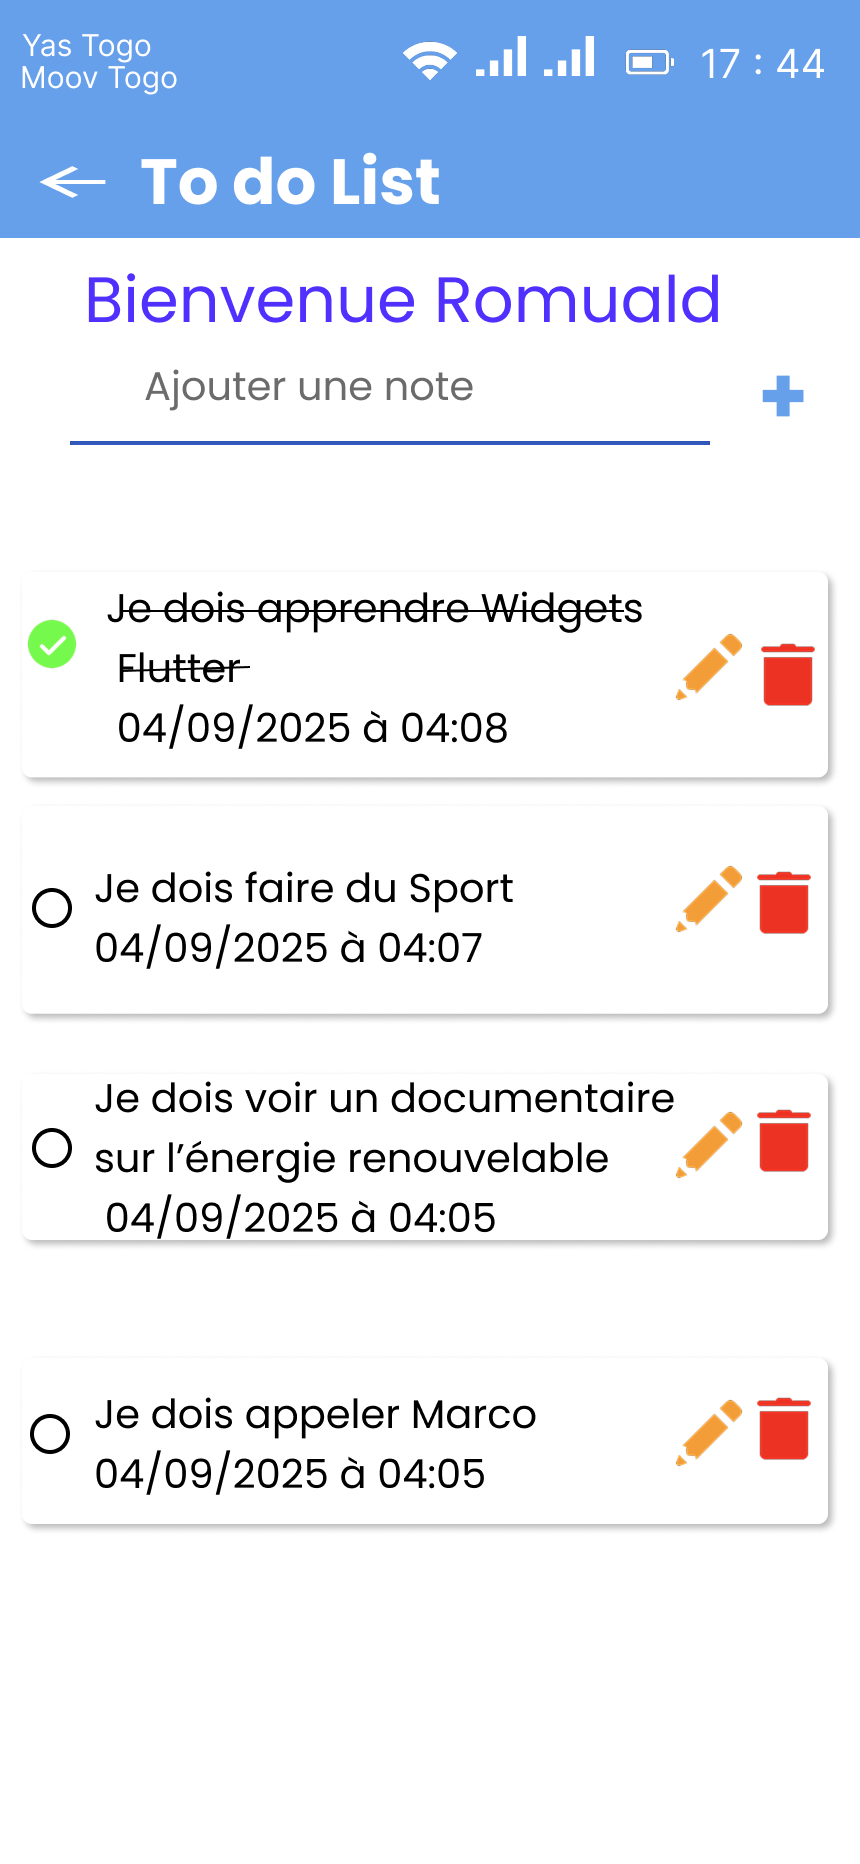 Yas Togo
Moov Togo
17 : 44
To do List
Bienvenue Romuald
Ajouter une note
Je dois apprendre Widgets
Flutter
04/09/2025 à 04:08
Je dois faire du Sport
04/09/2025 à 04:07
Je dois voir un documentaire
sur l’énergie renouvelable
04/09/2025 à 04:05
Je dois appeler Marco
04/09/2025 à 04:05